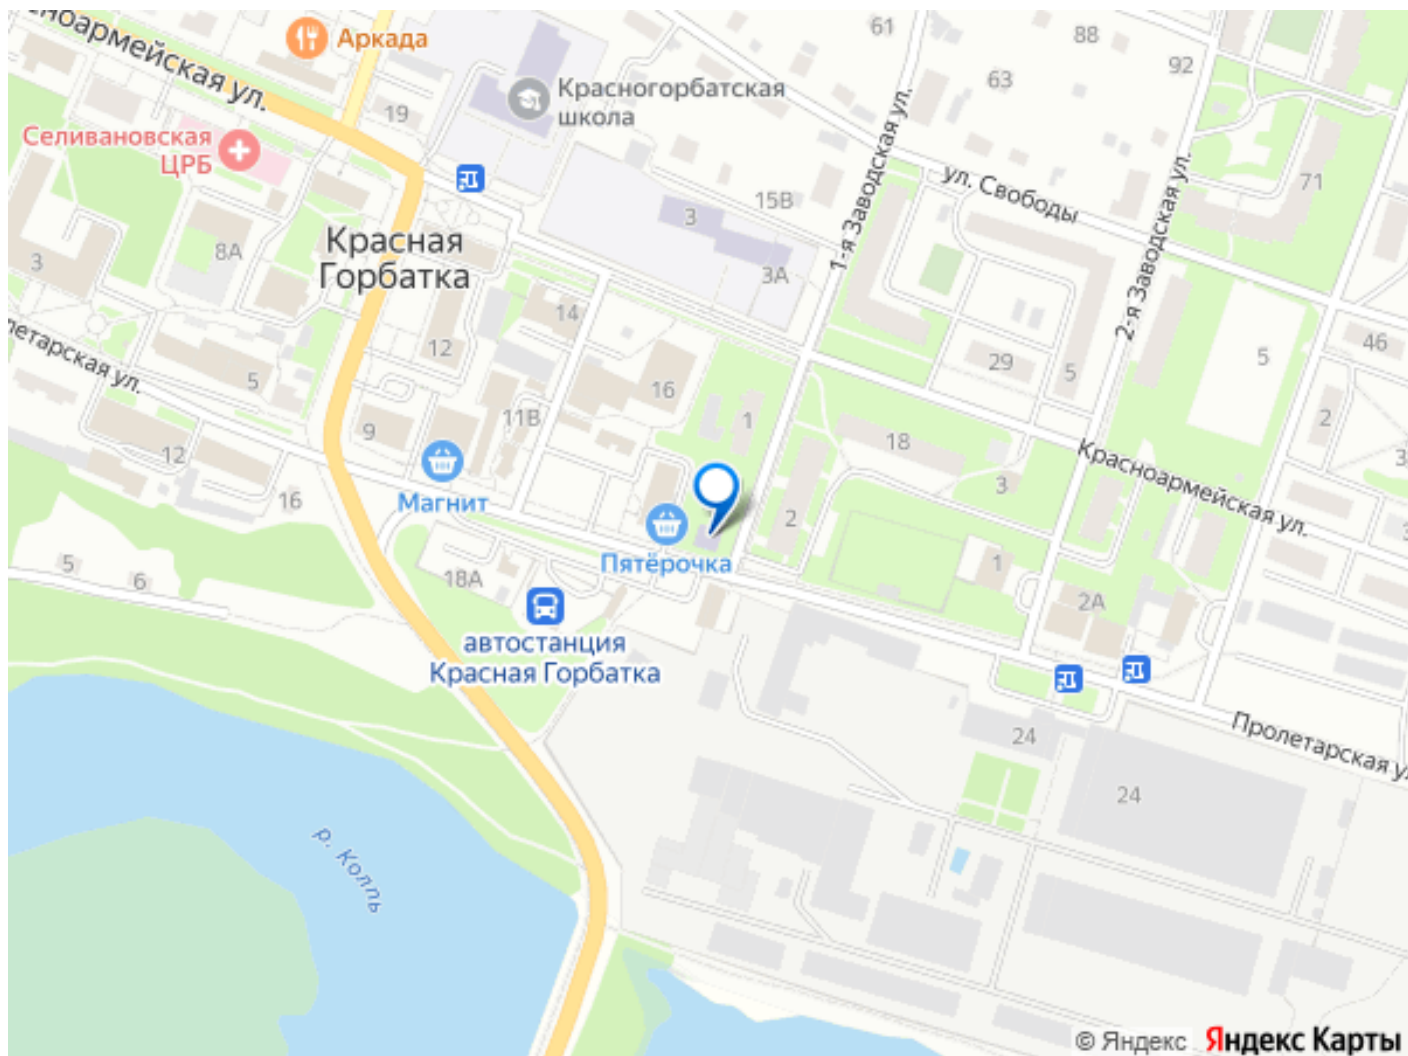 сноармейская ул.
Аркада
61
88
92
63
19
Красногорбатская
школа
Селивановская
ЦРБ
1-я Заводская ул.
ул. Свободы
2-я Заводская ул.
71
15В
3
3А
8А
3
Красная
Горбатка
14
12
46
5
29
5
летарская ул.
5
16
1
11В
9
2
18
Красноармейская ул.
3
3
12
Магнит
16
2
Пятёрочка
18А
5
6
1
2А
автостанция
Красная Горбатка
Пролетарская ул
24
24
р. Колпь
© Яндекс
Яндекс Карты